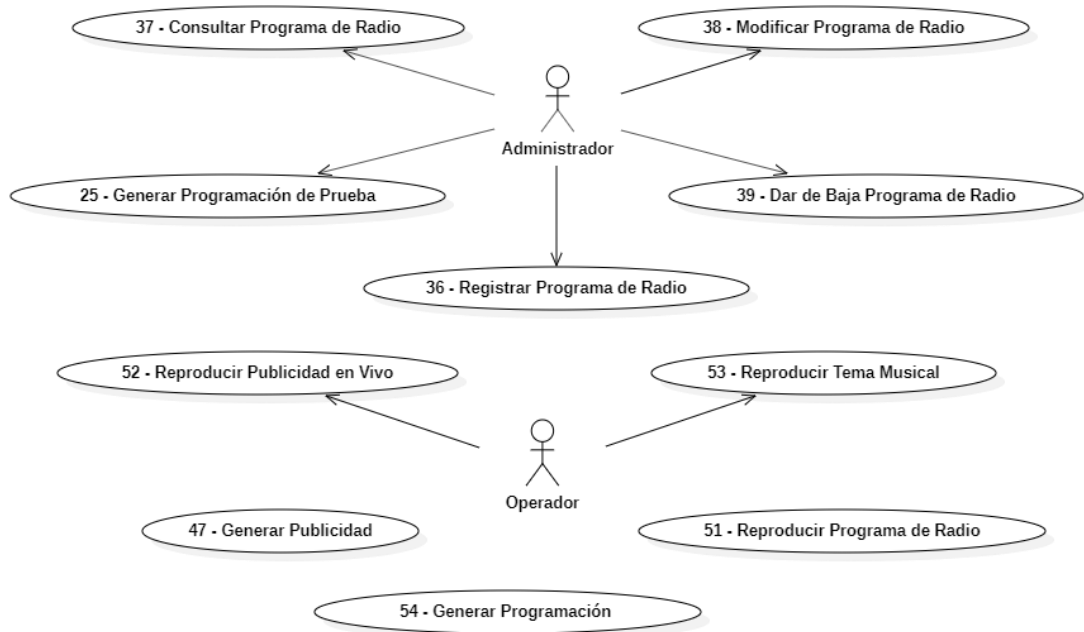 37 - Consultar Programa de Radio
38 - Modificar Programa de Radio
Administrador
25 - Generar Programación de Prueba
39 - Dar de Baja Programa de Radio
36 - Registrar Programa de Radio
52 - Reproducir Publicidad en Vivo
53 - Reproducir Tema Musical
Operador
47 - Generar Publicidad
51 - Reproducir Programa de Radio
54 - Generar Programación